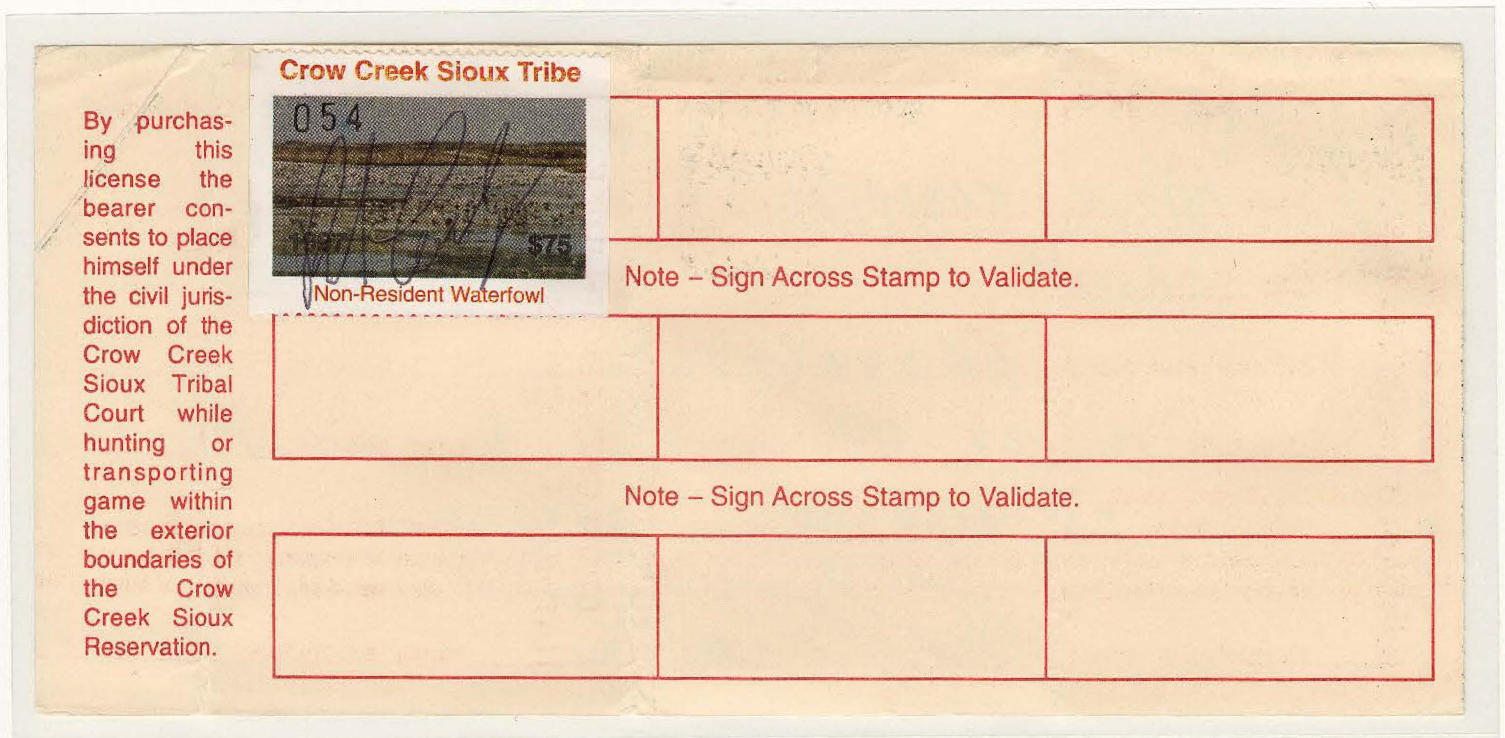 Crow Creek Sioux Tribe
054
$75
Non-Resident Waterfowl
By purchas-
ing this
license the
bearer con-
sents to place
himself under
the civil juris-
diction of the
Crow Creek
Sioux Tribal
Court while
hunting or
transporting
game within
the exterior
boundaries of
the Crow
Creek Sioux
Reservation.
Note – Sign Across Stamp to Validate.
Note – Sign Across Stamp to Validate.